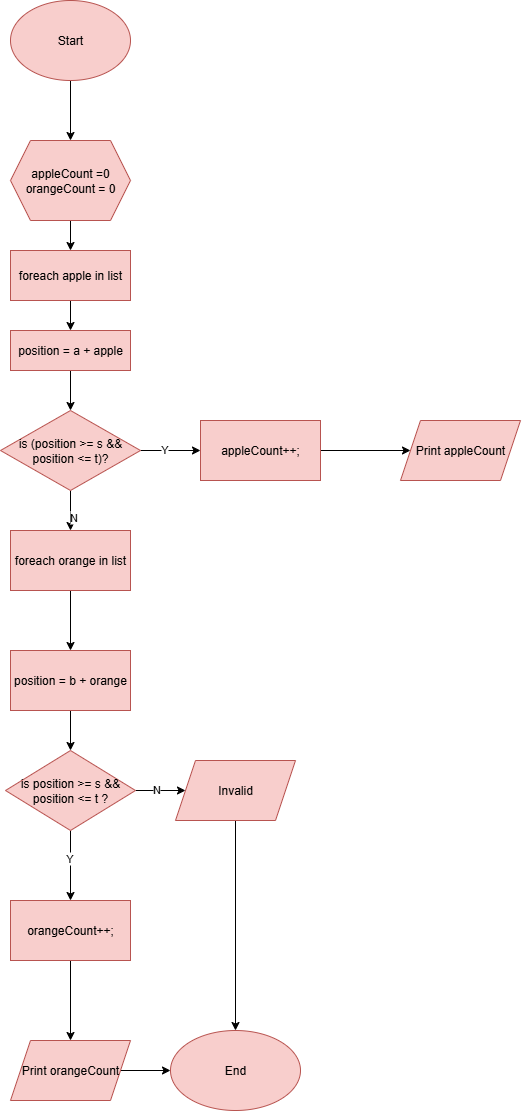 Start
appleCount =0
orangeCount = 0
foreach apple in list
position = a + apple
is (position >= s &&
position <= t)?
Y
appleCount++;
Print appleCount
N
foreach orange in list
position = b + orange
is position >= s &&
position <= t ?
N
Invalid
Y
orangeCount++;
Print orangeCount
End